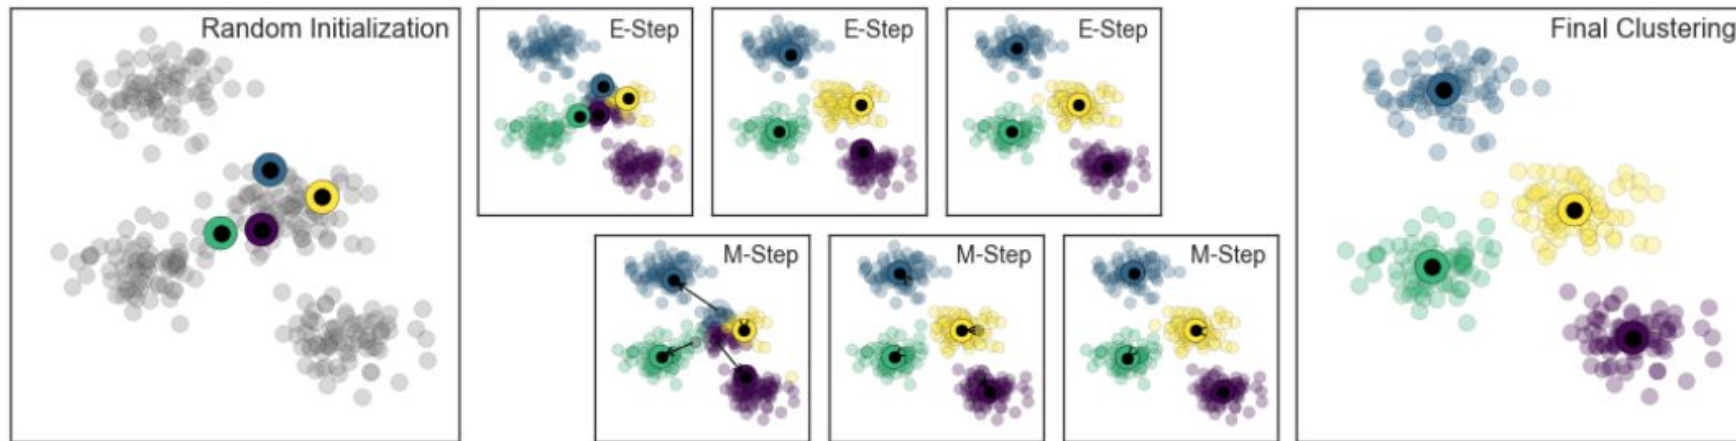 Random Initialization
E-Step
E-Step
E-Step
M-Step
M-Step
M-Step
Final Clustering